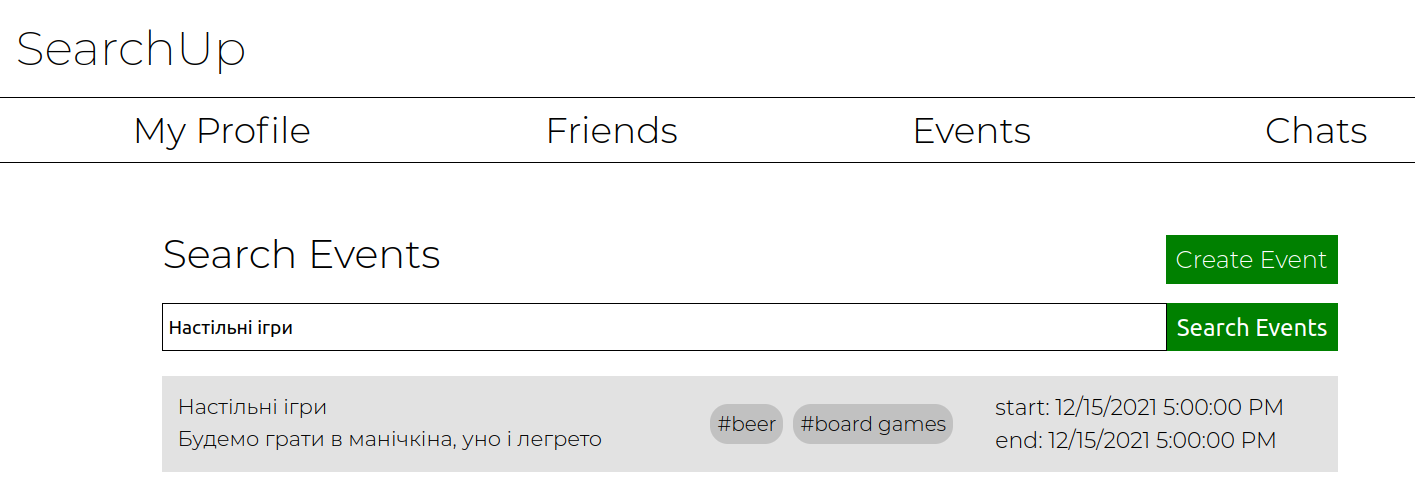 SearchUp
My Profile Friends Events Chats
Search Events
Create Event
Настільні ігри
Search Events
Настільні ігри
Будемо грати в манічкіна, уно і легрето
#beer #board games
start: 12/15/2021 5:00:00 PM
end: 12/15/2021 5:00:00 PM